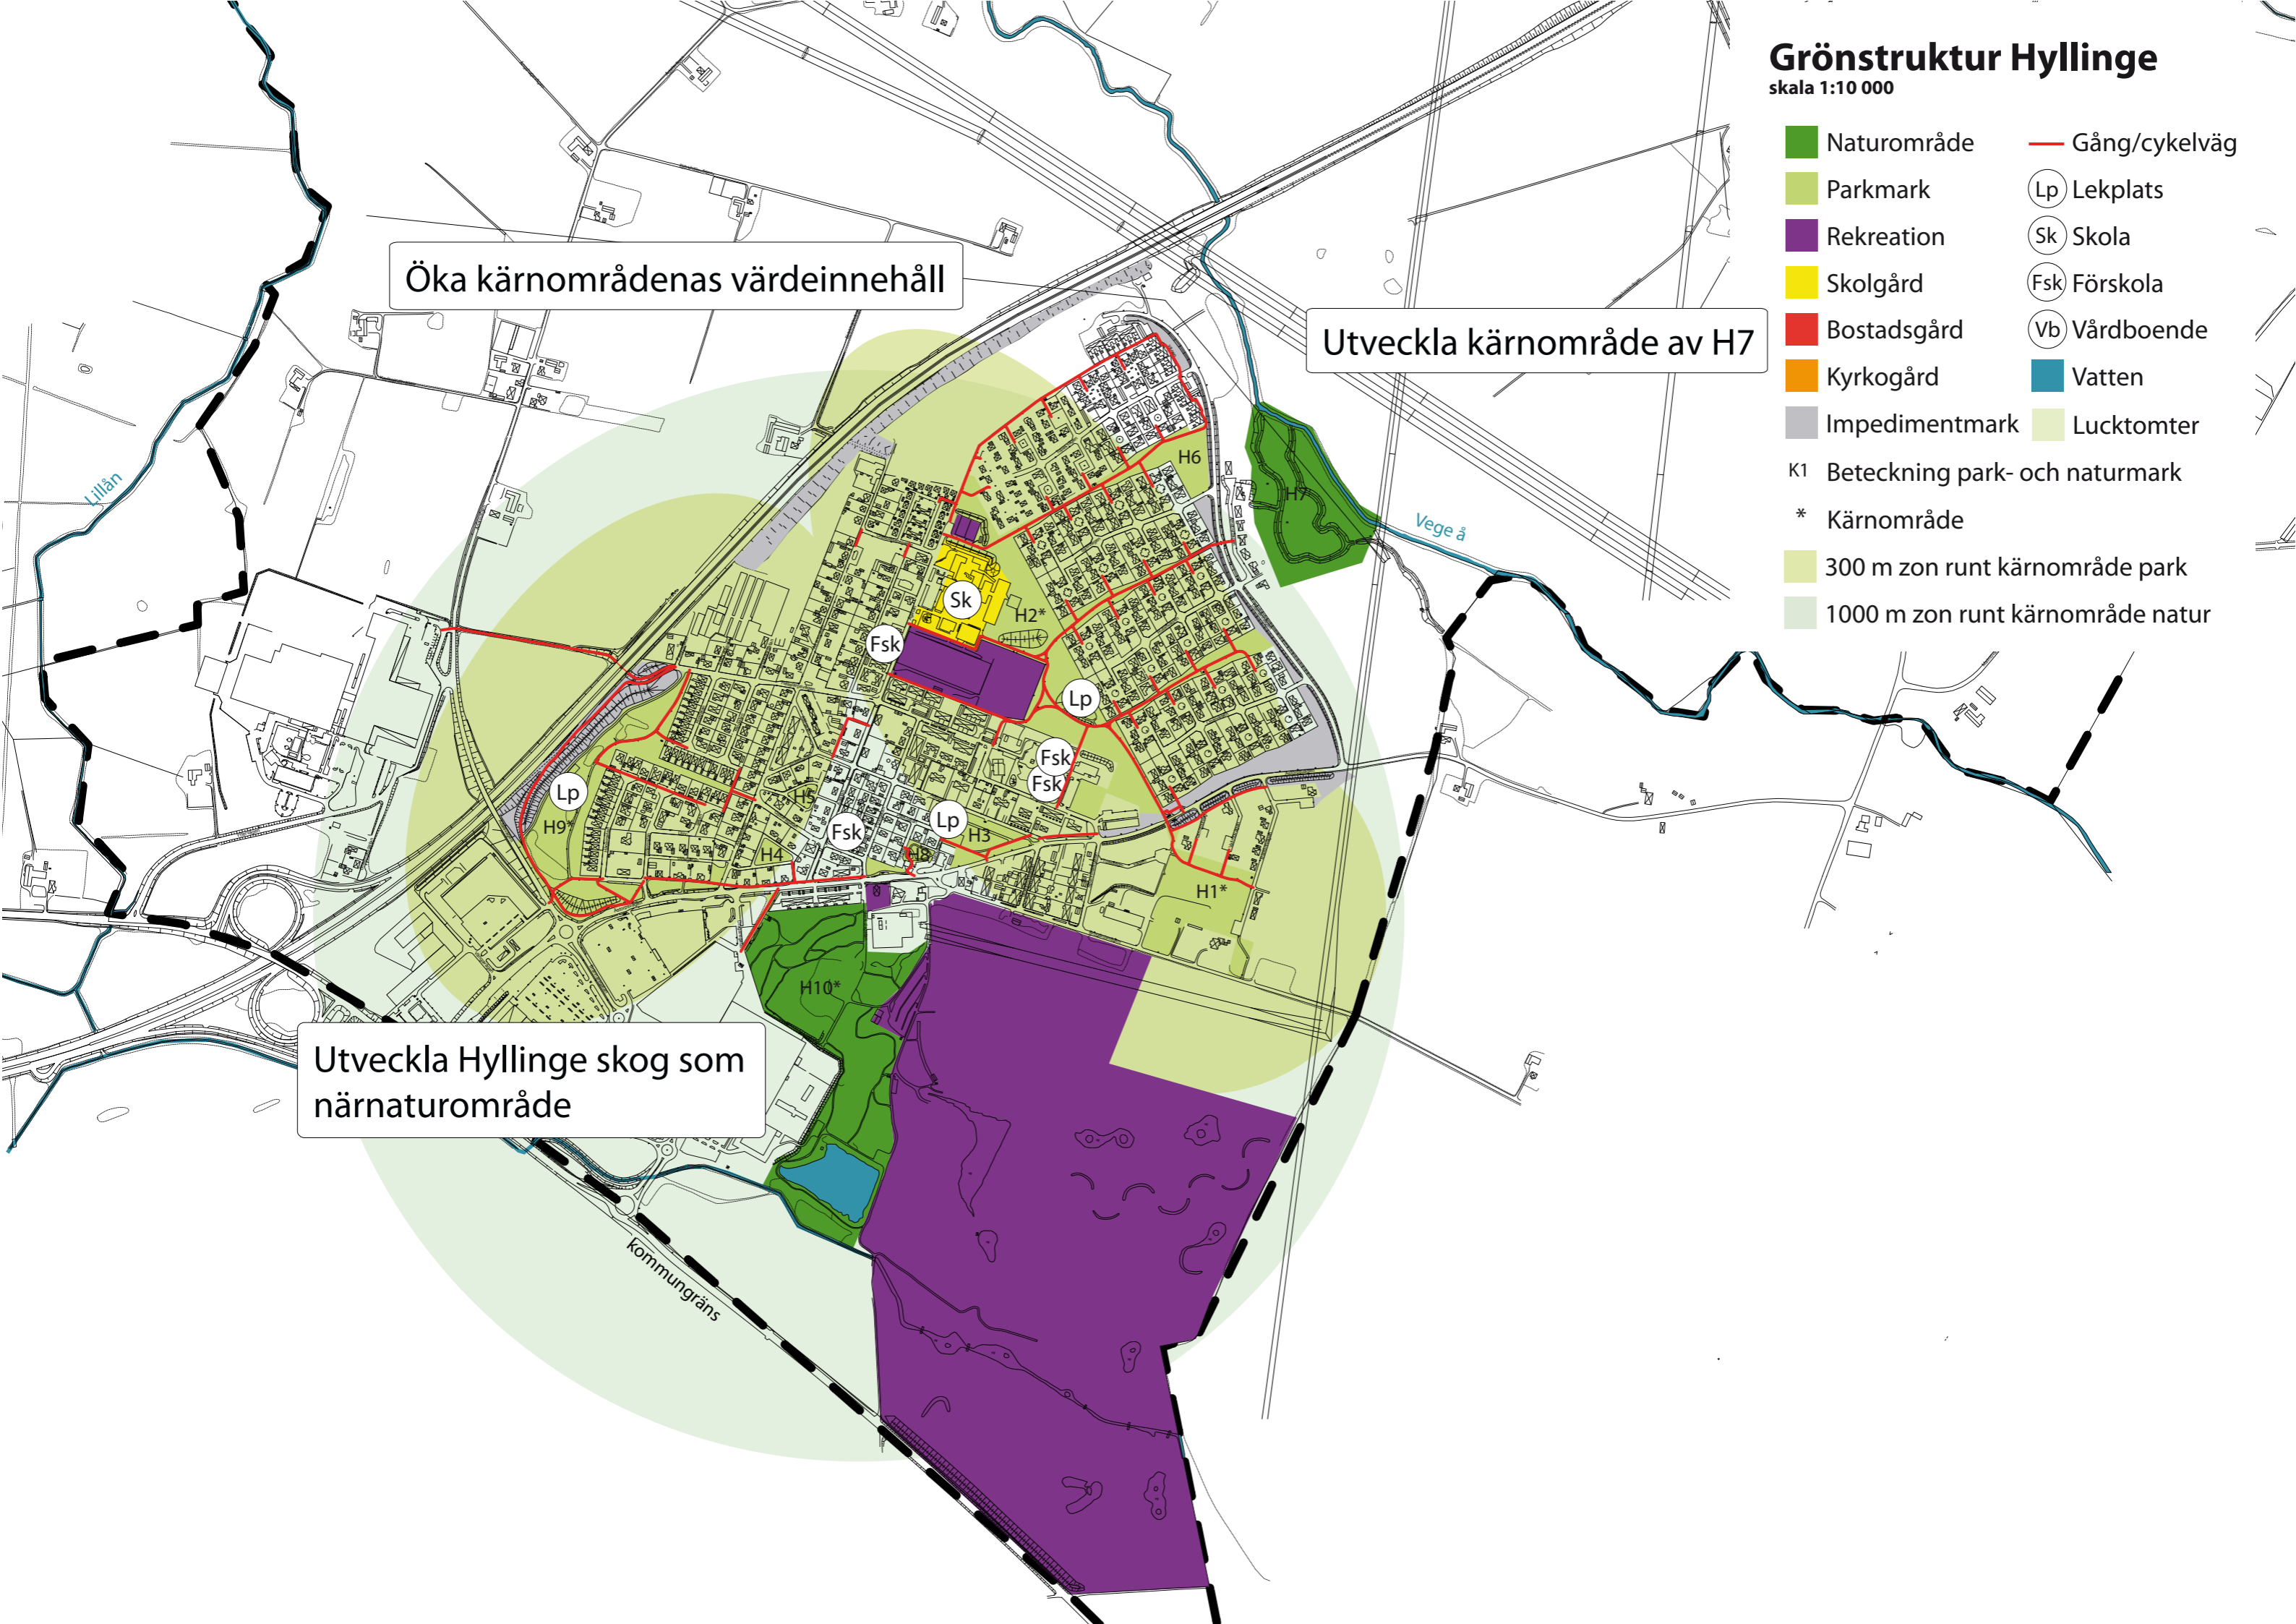 Grönstruktur Hyllinge
skala 1:10 000
Naturområde
Parkmark
Rekreation
Skolgård
Bostadsgård
Kyrkogård
Impedimentmark
K1 Beteckning park- och naturmark
* Kärnområde
300 m zon runt kärnområde park
1000 m zon runt kärnområde natur
Gång/cykelväg
Lp Lekplats
Sk Skola
Fsk Förskola
Vb Vårdboende
Vatten
Lucktomter
Öka kärnområdenas värdeinnehåll
Utveckla kärnområde av H7
Lillån
H6
H7
Vege å
Sk
H2*
Fsk
Lp
Fsk
Fsk
Lp
H5
H9*
Fsk
Lp
H3
H4
H8
H1*
H10*
Utveckla Hyllinge skog som
närnaturområde
kommungräns